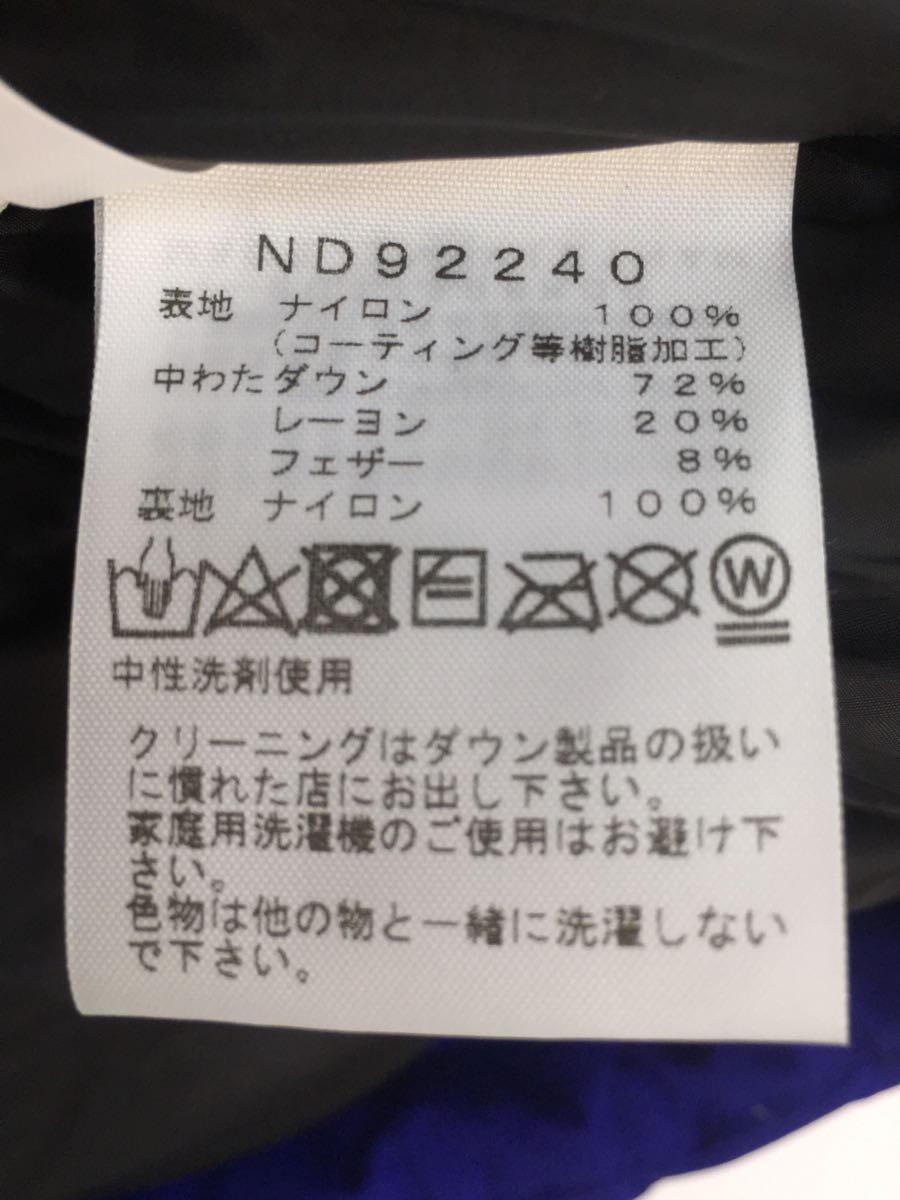 ND92240
表地 ナイロン 100%
(コーティング等樹脂加工)
中わたダウン 72%
レーヨン 20%
フェザー 8%
裏地 ナイロン 100%
W
中性洗剤使用
クリーニングはダウン製品の扱い
に慣れた店にお出し下さい。
家庭用洗濯機のご使用はお避け下
さい。
色物は他の物と一緒に洗濯しない
で下さい。